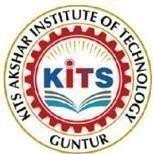 KITS AKSHAR INSTITUTE OF TECHNOLOGY
KiTS
GUNTUR